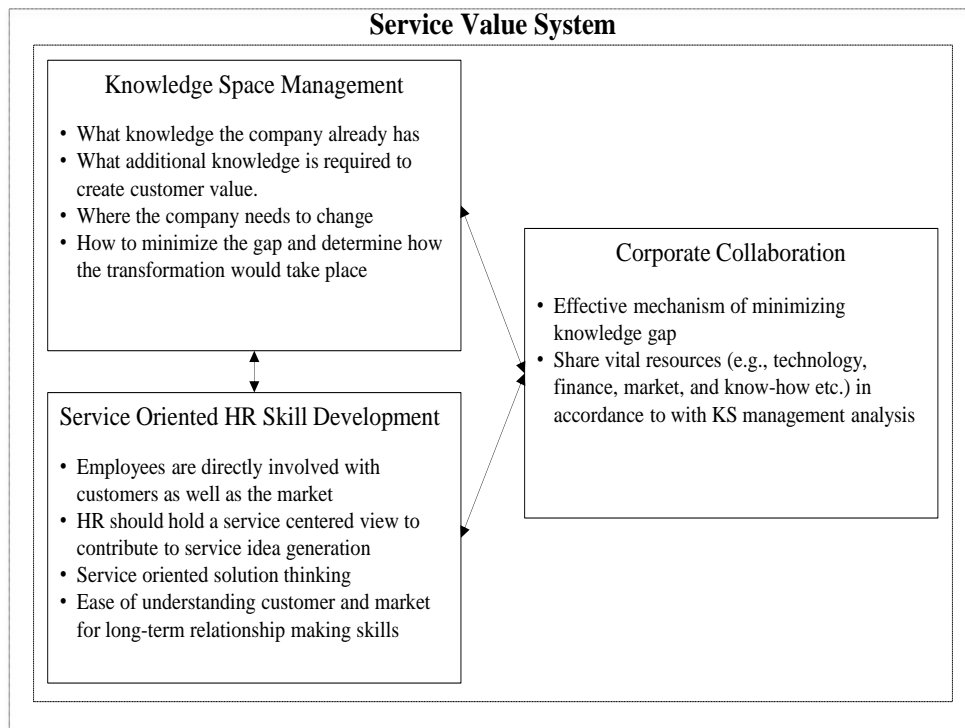 Service Value System
Knowledge Space Management
• What knowledge the company already has
• What additional knowledge is required to
create customer value.
• Where the company needs to change
• How to minimize the gap and determine how
the transformation would take place
Service Oriented HR Skill Development
• Employees are directly involved with
customers as well as the market
• HR should hold a service centered view to
contribute to service idea generation
• Service oriented solution thinking
• Ease of understanding customer and market
for long-term relationship making skills
Corporate Collaboration
• Effective mechanism of minimizing
knowledge gap
• Share vital resources (e.g., technology,
finance, market, and know-how etc.) in
accordance to with KS management analysis